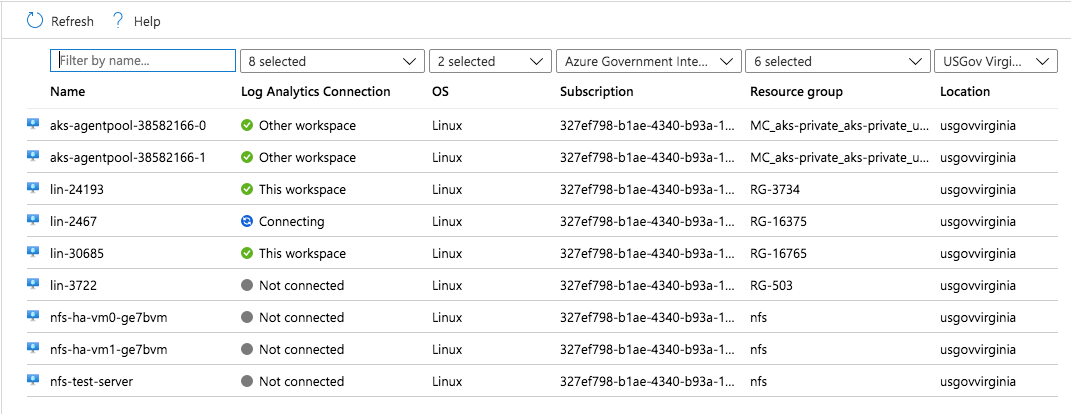 Refresh ? Help
Filter by name... 8 selected 2 selected Azure Government Inte... 6 selected USGov Virgi...
Name Log Analytics Connection OS Subscription Resource group Location
aks-agentpool-38582166-0 Other workspace Linux 327ef798-b1ae-4340-b93a-1... MC_aks-private_aks-private_u... usgovvirginia
aks-agentpool-38582166-1 Other workspace Linux 327ef798-b1ae-4340-b93a-1... MC_aks-private_aks-private_u... usgovvirginia
lin-24193 This workspace Linux 327ef798-b1ae-4340-b93a-1... RG-3734 usgovvirginia
lin-2467 Connecting Linux 327ef798-b1ae-4340-b93a-1... RG-16375 usgovvirginia
lin-30685 This workspace Linux 327ef798-b1ae-4340-b93a-1... RG-16765 usgovvirginia
lin-3722 Not connected Linux 327ef798-b1ae-4340-b93a-1... RG-503 usgovvirginia
nfs-ha-vm0-ge7bvm Not connected Linux 327ef798-b1ae-4340-b93a-1... nfs usgovvirginia
nfs-ha-vm1-ge7bvm Not connected Linux 327ef798-b1ae-4340-b93a-1... nfs usgovvirginia
nfs-test-server Not connected Linux 327ef798-b1ae-4340-b93a-1... nfs usgovvirginia